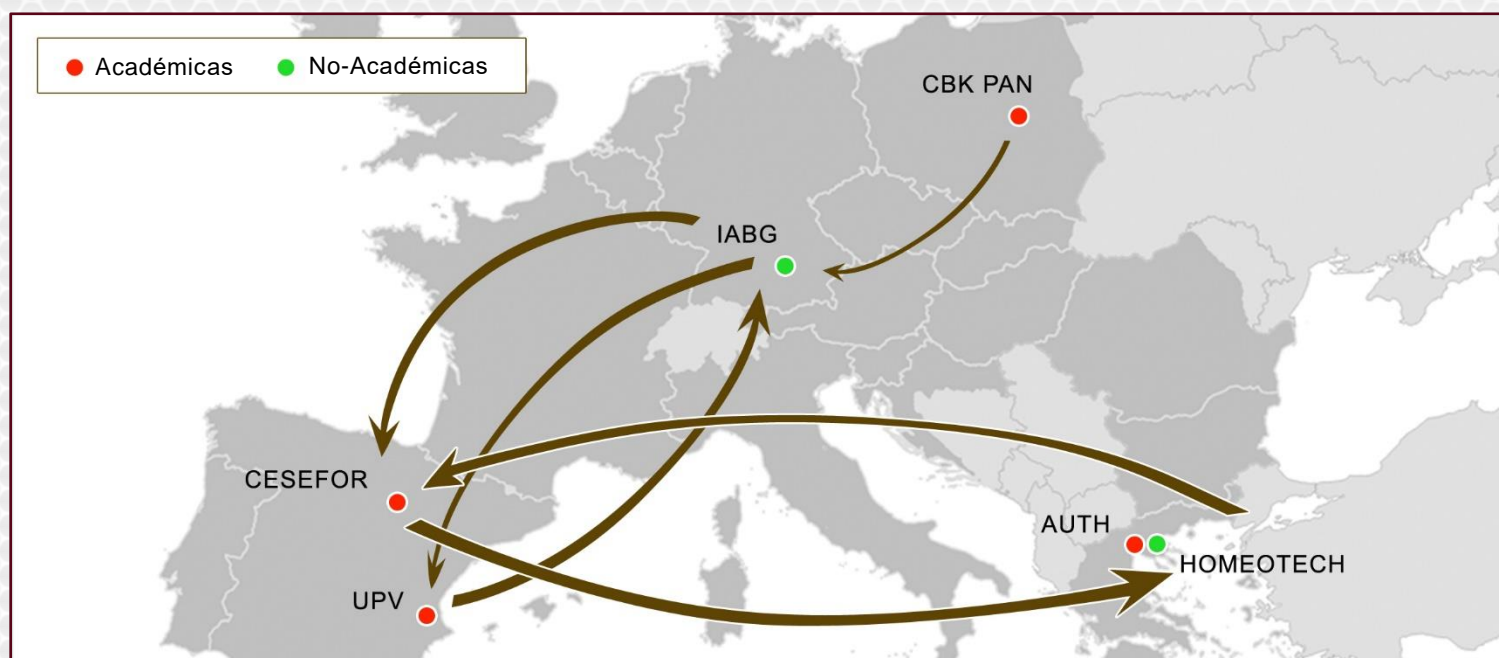 Académicas
No-Académicas
CBK PAN
IABG
CESEFOR
AUTH
HOMEOTECH
UPV